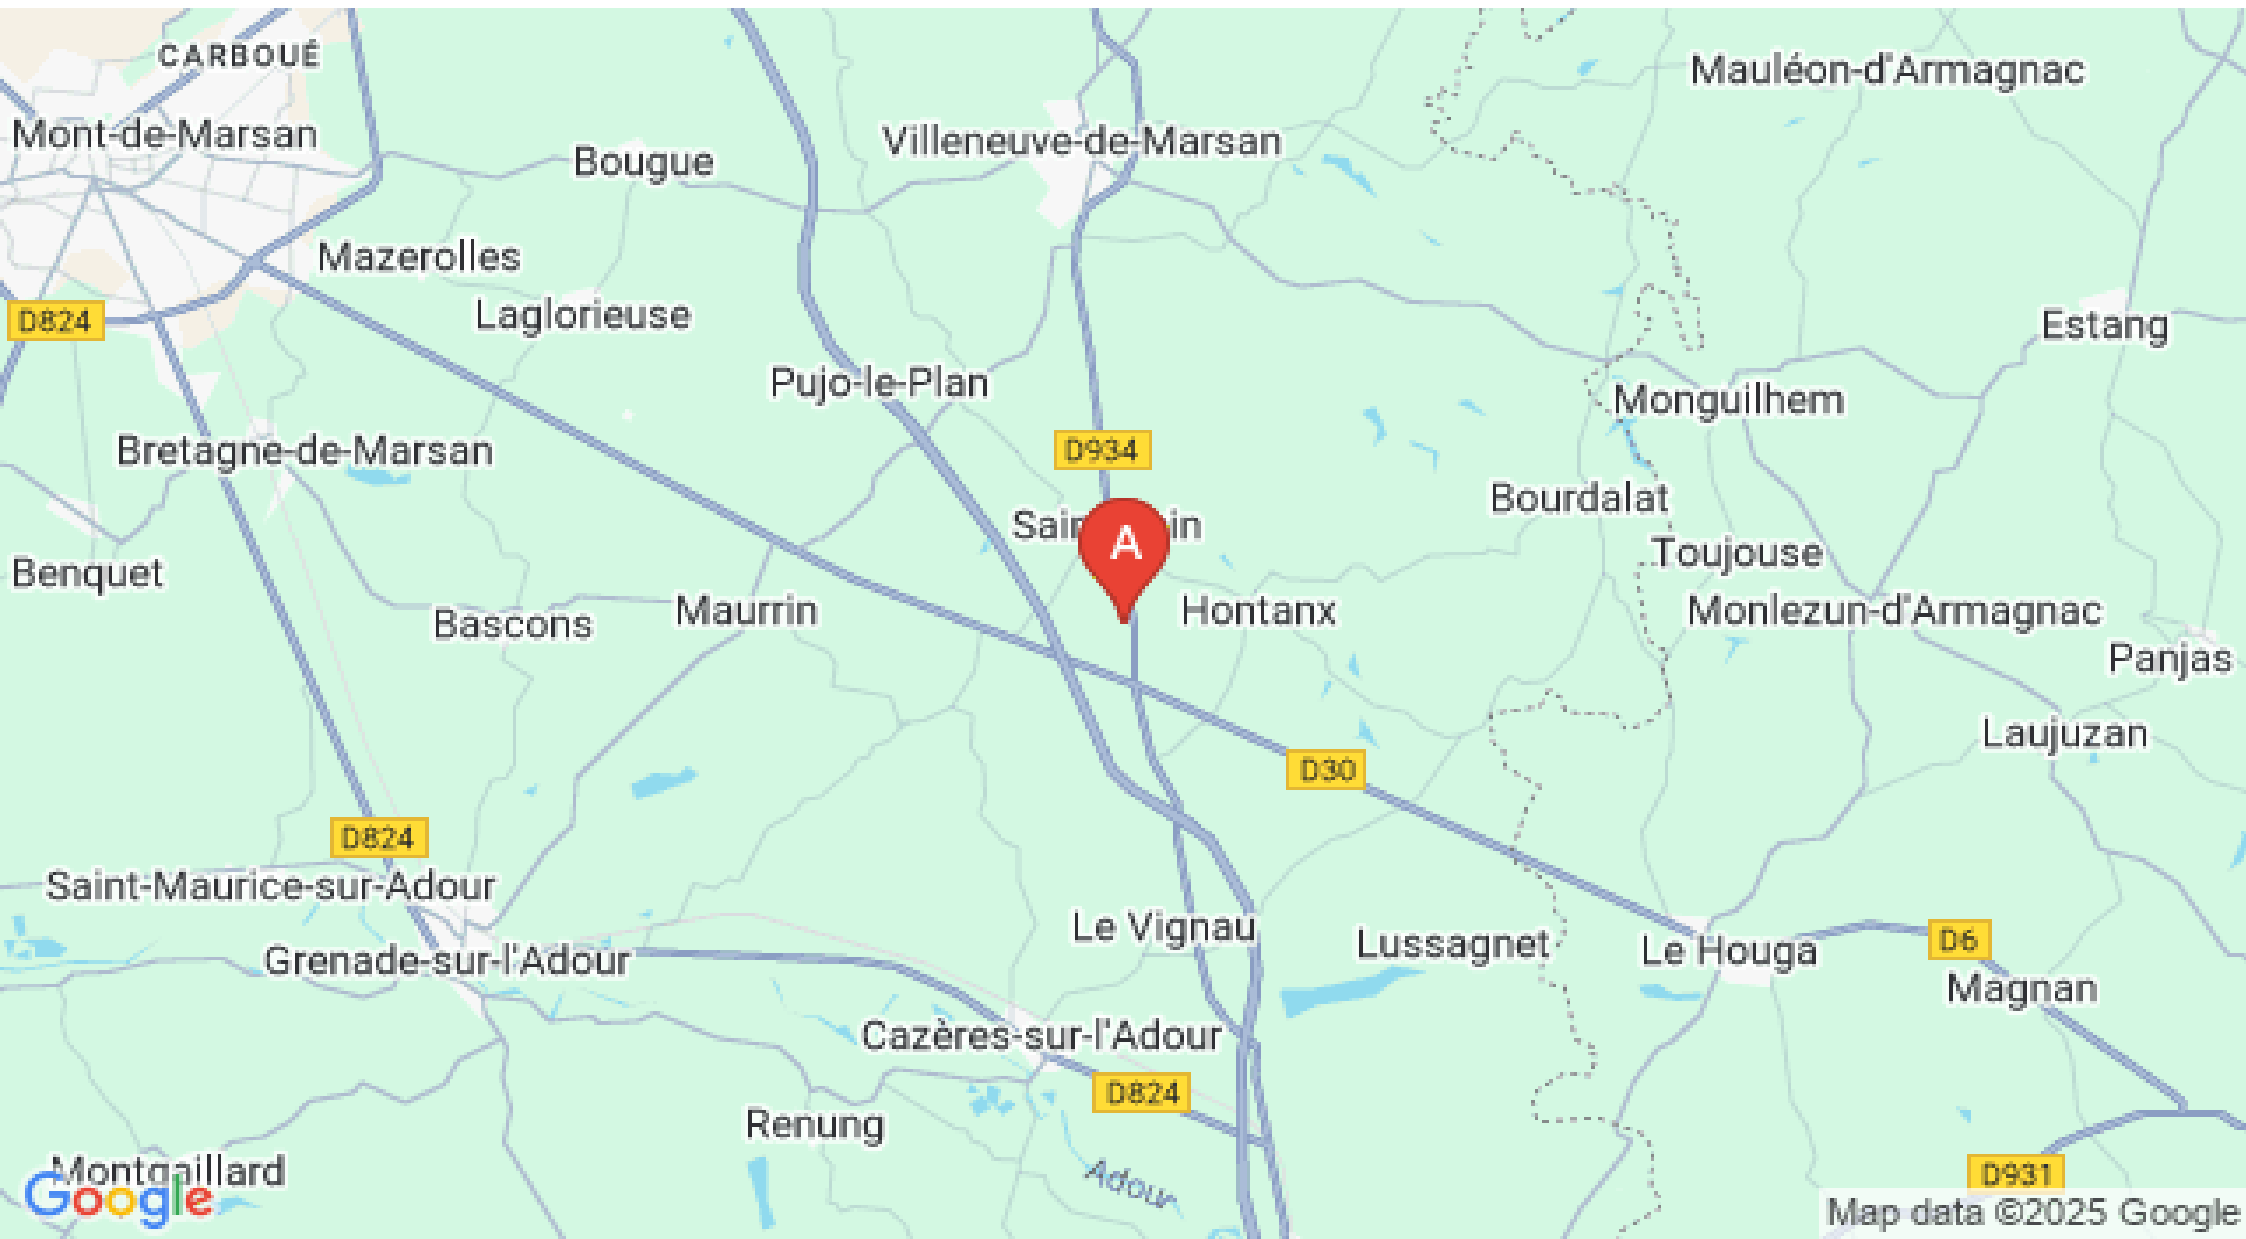 CARBOUÉ
Mauléon-d'Armagnac
Mont-de-Marsan
Villeneuve-de-Marsan
Bougue
Mazerolles
Laglorieuse
D824
Estang
Pujo-le-Plan
Monguilhem
Bretagne-de-Marsan
D934
Bourdalat
A
Toujouse
Benquet
Bascons
Maurrin
Hontanx
Monlezun-d'Armagnac
Panjas
Laujuzan
D30
D824
Saint-Maurice-sur-Adour
Le Vignau
Lussagnet
Le Houga
D6
Grenade-sur-l'Adour
Magnan
Cazères-sur-l'Adour
D824
Renung
Montgaillard
Adour
D931
Google
Map data ©2025 Google